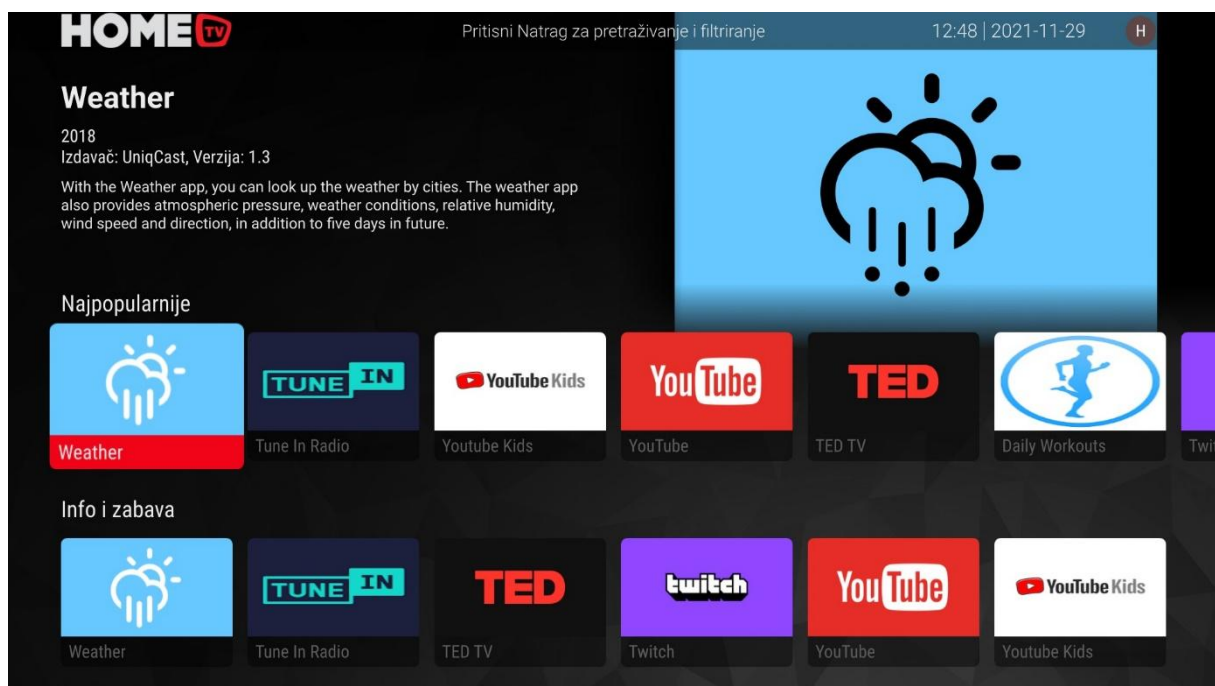 HOME TV
Pritisni Natrag za pretraživanje i filtriranje
12:48 | 2021-11-29
H
Weather
2018
Izdavač: UniqCast, Verzija: 1.3
With the Weather app, you can look up the weather by cities. The weather app
also provides atmospheric pressure, weather conditions, relative humidity,
wind speed and direction, in addition to five days in future.
Najpopularnije
TUNE IN
YouTube Kids
YouTube
TED
Weather
Tune In Radio
Youtube Kids
YouTube
TED TV
Daily Workouts
Info i zabava
TUNE IN
TED
twitch
YouTube
YouTube Kids
Weather
Tune In Radio
TED TV
Twitch
YouTube
Youtube Kids